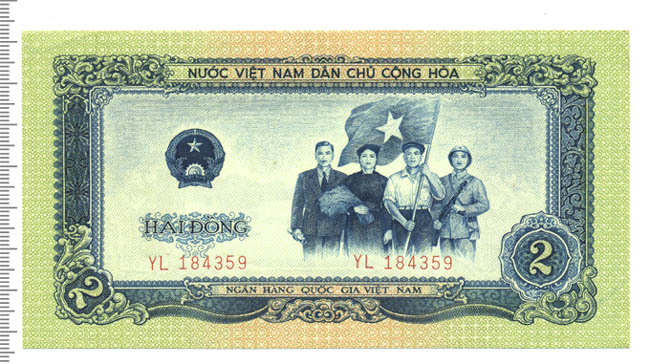 NƯỚC VIỆT NAM DÂN CHỦ CỘNG HÒA
HAI ĐỒNG
YL 184359 YL 184359
2 2
NGÂN HÀNG QUỐC GIA VIỆT NAM